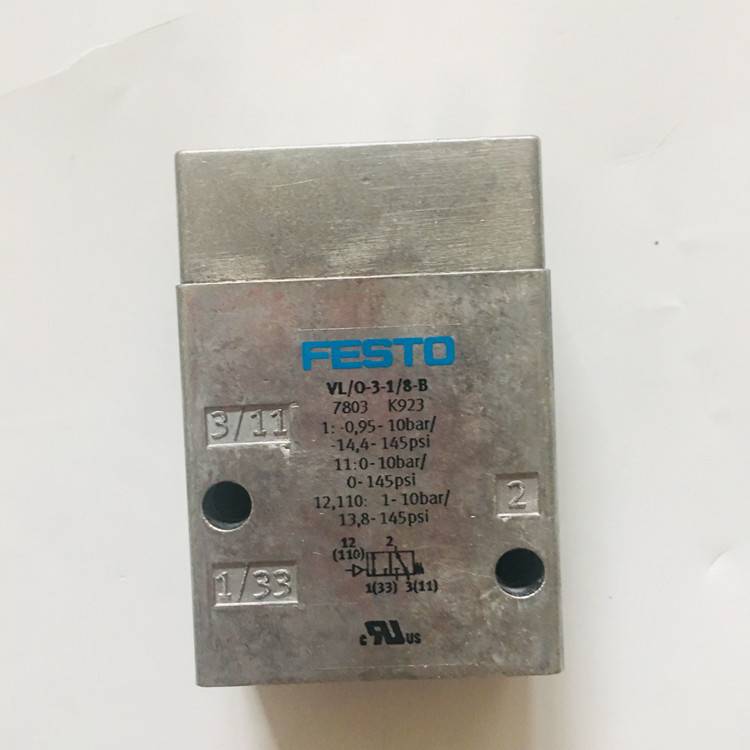 FESTO
VL/O-3-1/8-B
7803 K923
1: -0,95- 10bar/
-14,4- 145psi
11:0- 10bar/
0- 145psi
12,110: 1- 10bar/
13,8- 145psi
3/11
2
1/33
12 2
(110)
1(33) 3(11)
c RU US